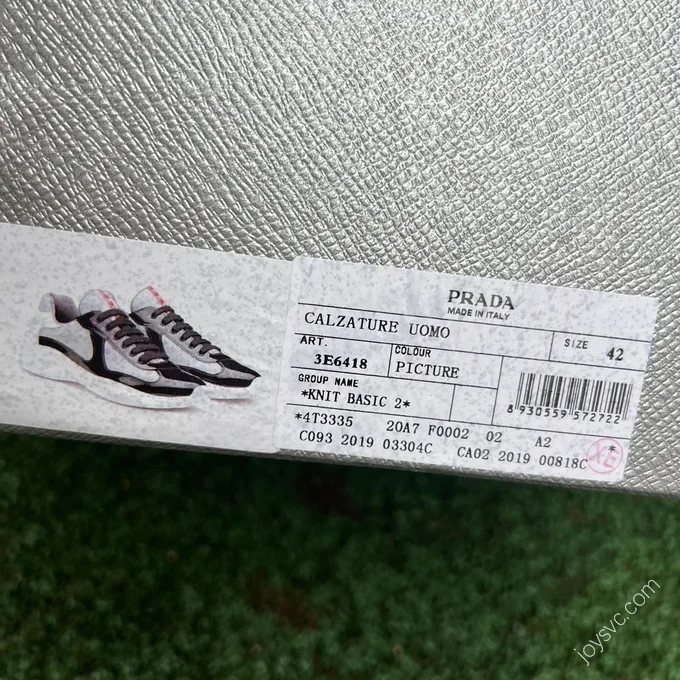 PRADA
MADE IN ITALY
CALZATURE UOMO
SIZE 42
ART.
3E6418
COLOUR
PICTURE
GROUP NAME
*KNIT BASIC 2*
8 930559 572722
*4T3335 20A7 F0002 02 A2 *
C093 2019 03304C CA02 2019 00818C
joysvc.com